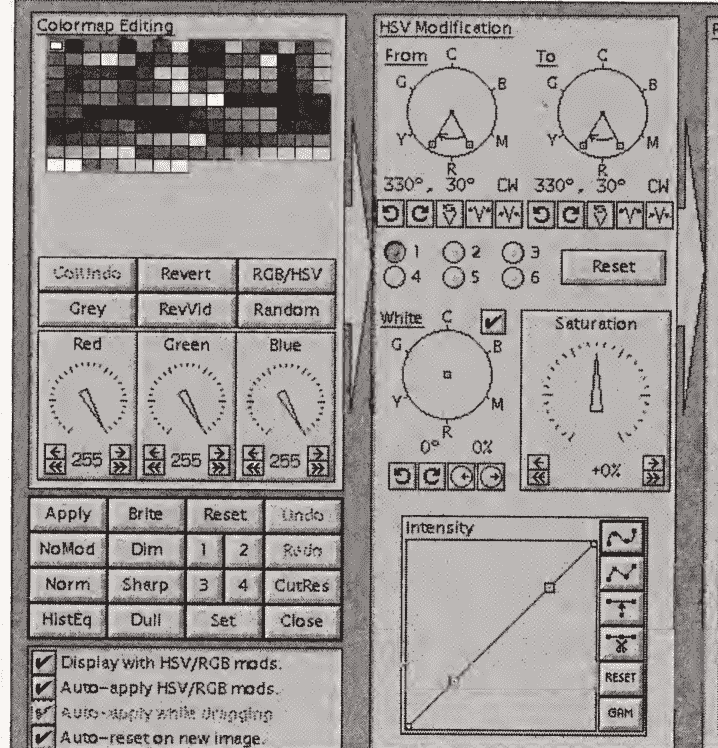 Colormap Editing
ColUndo Revert RGB/HSV
Grey RevVid Random
Red Green Blue
255 255 255
Apply Brite Reset Undo
NoMod Dim 1 2 Redo
Norm Sharp 3 4 CutRes
HistEq Dull Set Close
Display with HSV/RGB mods.
Auto-apply HSV/RGB mods.
Auto-apply while dragging
Auto-reset on new image.
HSV Modification
From To
C C
G B G B
Y M Y M
R R
330°, 30° CW 330°, 30° CW
1 2 3
4 5 6
Reset
White
C
G B
Y M
R
0° 0%
Saturation
+0%
Intensity
RESET
GAM